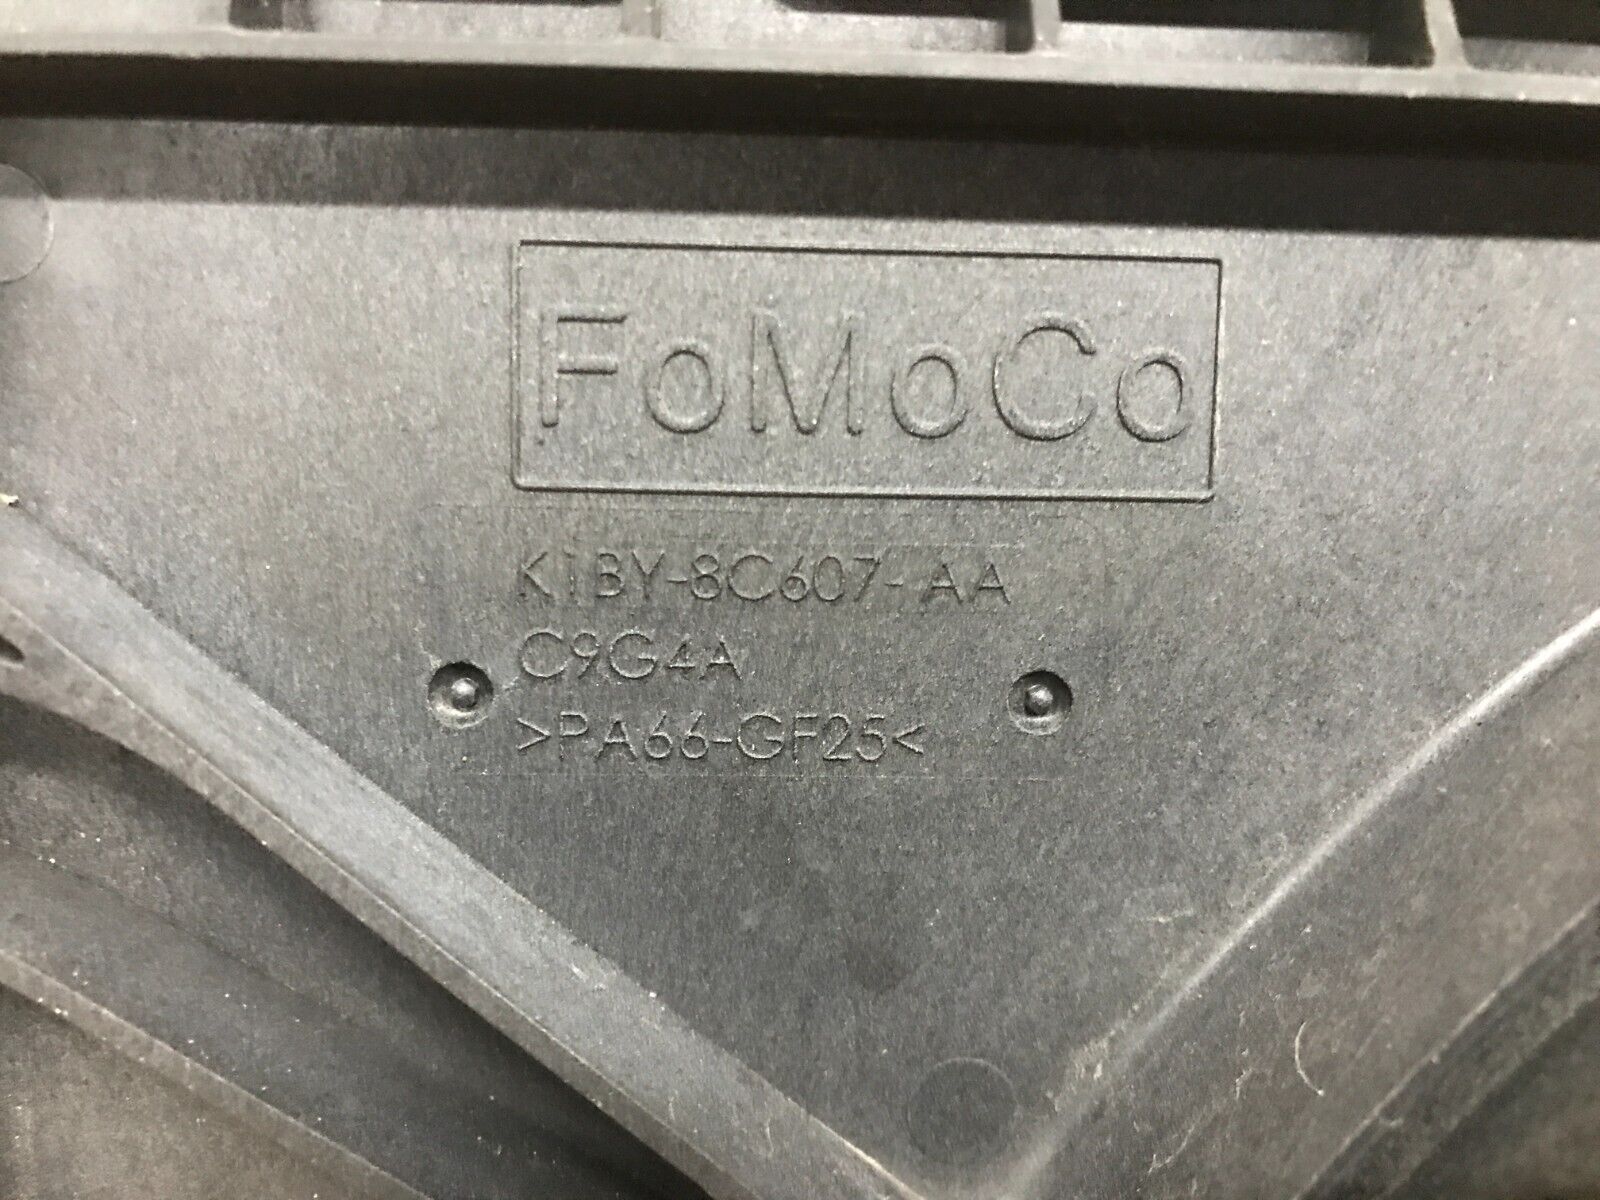 FoMoCo
K1BY-8C607-AA
C9G4A
>PA66-GF25<